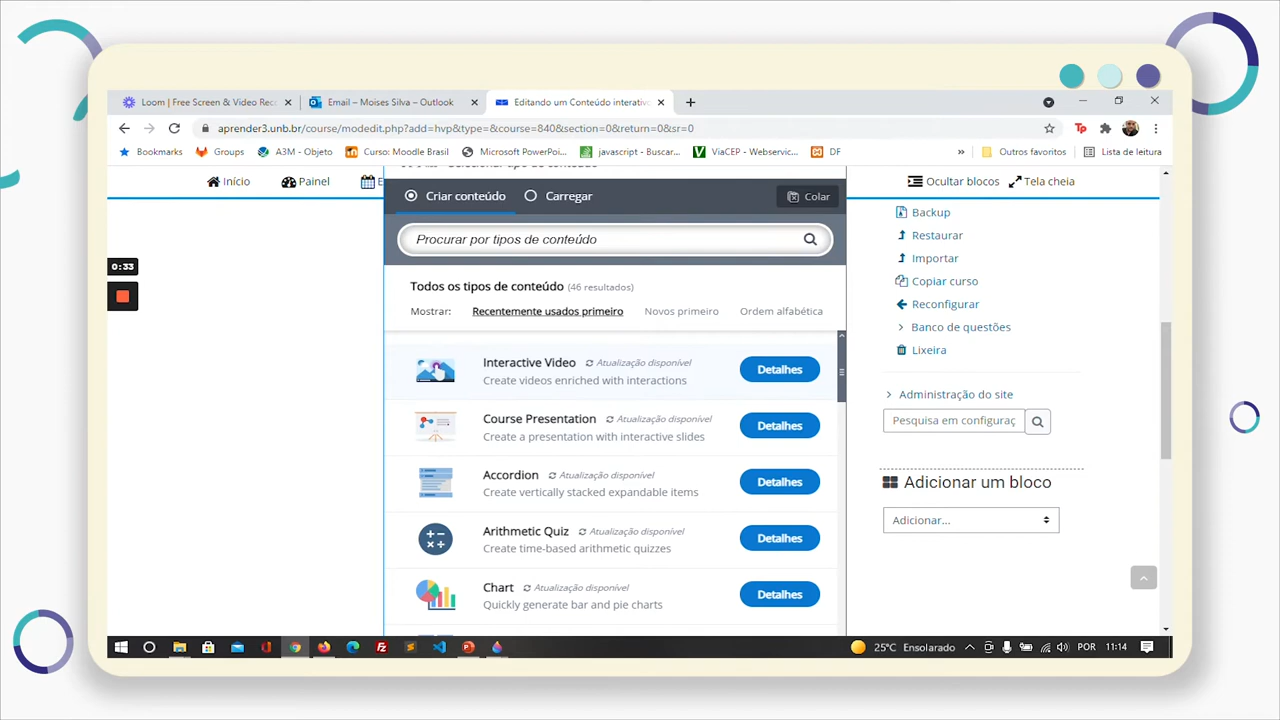 Loom | Free Screen & Video Rec
Email – Moises Silva – Outlook
Editando um Conteúdo interativo
aprender3.unb.br/course/modedit.php?add=hvp&type=&course=840&section=0&return=0&sr=0
Bookmarks
Groups
A3M - Objeto
Curso: Moodle Brasil
Microsoft PowerPoi...
javascript - Buscar...
ViaCEP - Webservic...
DF
»
Outros favoritos
Lista de leitura
Início
Painel
E
Ocultar blocos
Tela cheia
Criar conteúdo
Carregar
Colar
Procurar por tipos de conteúdo
Todos os tipos de conteúdo (46 resultados)
Mostrar:
Recentemente usados primeiro
Novos primeiro
Ordem alfabética
Interactive Video Atualização disponível
Create videos enriched with interactions
Detalhes
Course Presentation Atualização disponível
Create a presentation with interactive slides
Detalhes
Accordion Atualização disponível
Create vertically stacked expandable items
Detalhes
Arithmetic Quiz Atualização disponível
Create time-based arithmetic quizzes
Detalhes
Chart Atualização disponível
Quickly generate bar and pie charts
Detalhes
0:33
Backup
Restaurar
Importar
Copiar curso
Reconfigurar
Banco de questões
Lixeira
Administração do site
Pesquisa em configuraç
Adicionar um bloco
Adicionar...
25°C Ensolarado
POR
11:14